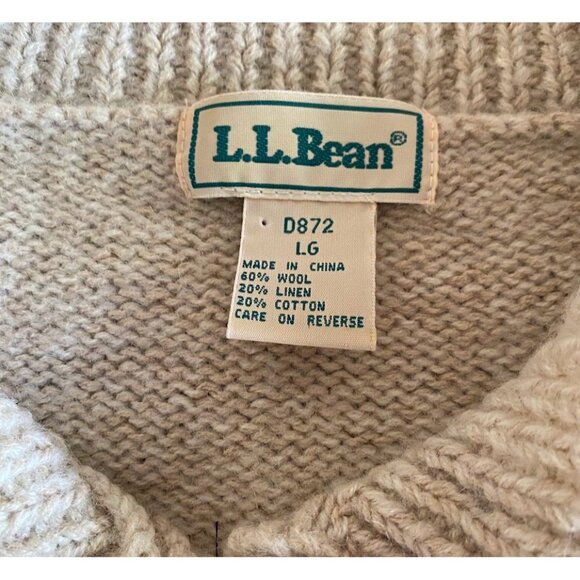 L.L.Bean®
D872
LG
MADE IN CHINA
60% WOOL
20% LINEN
20% COTTON
CARE ON REVERSE